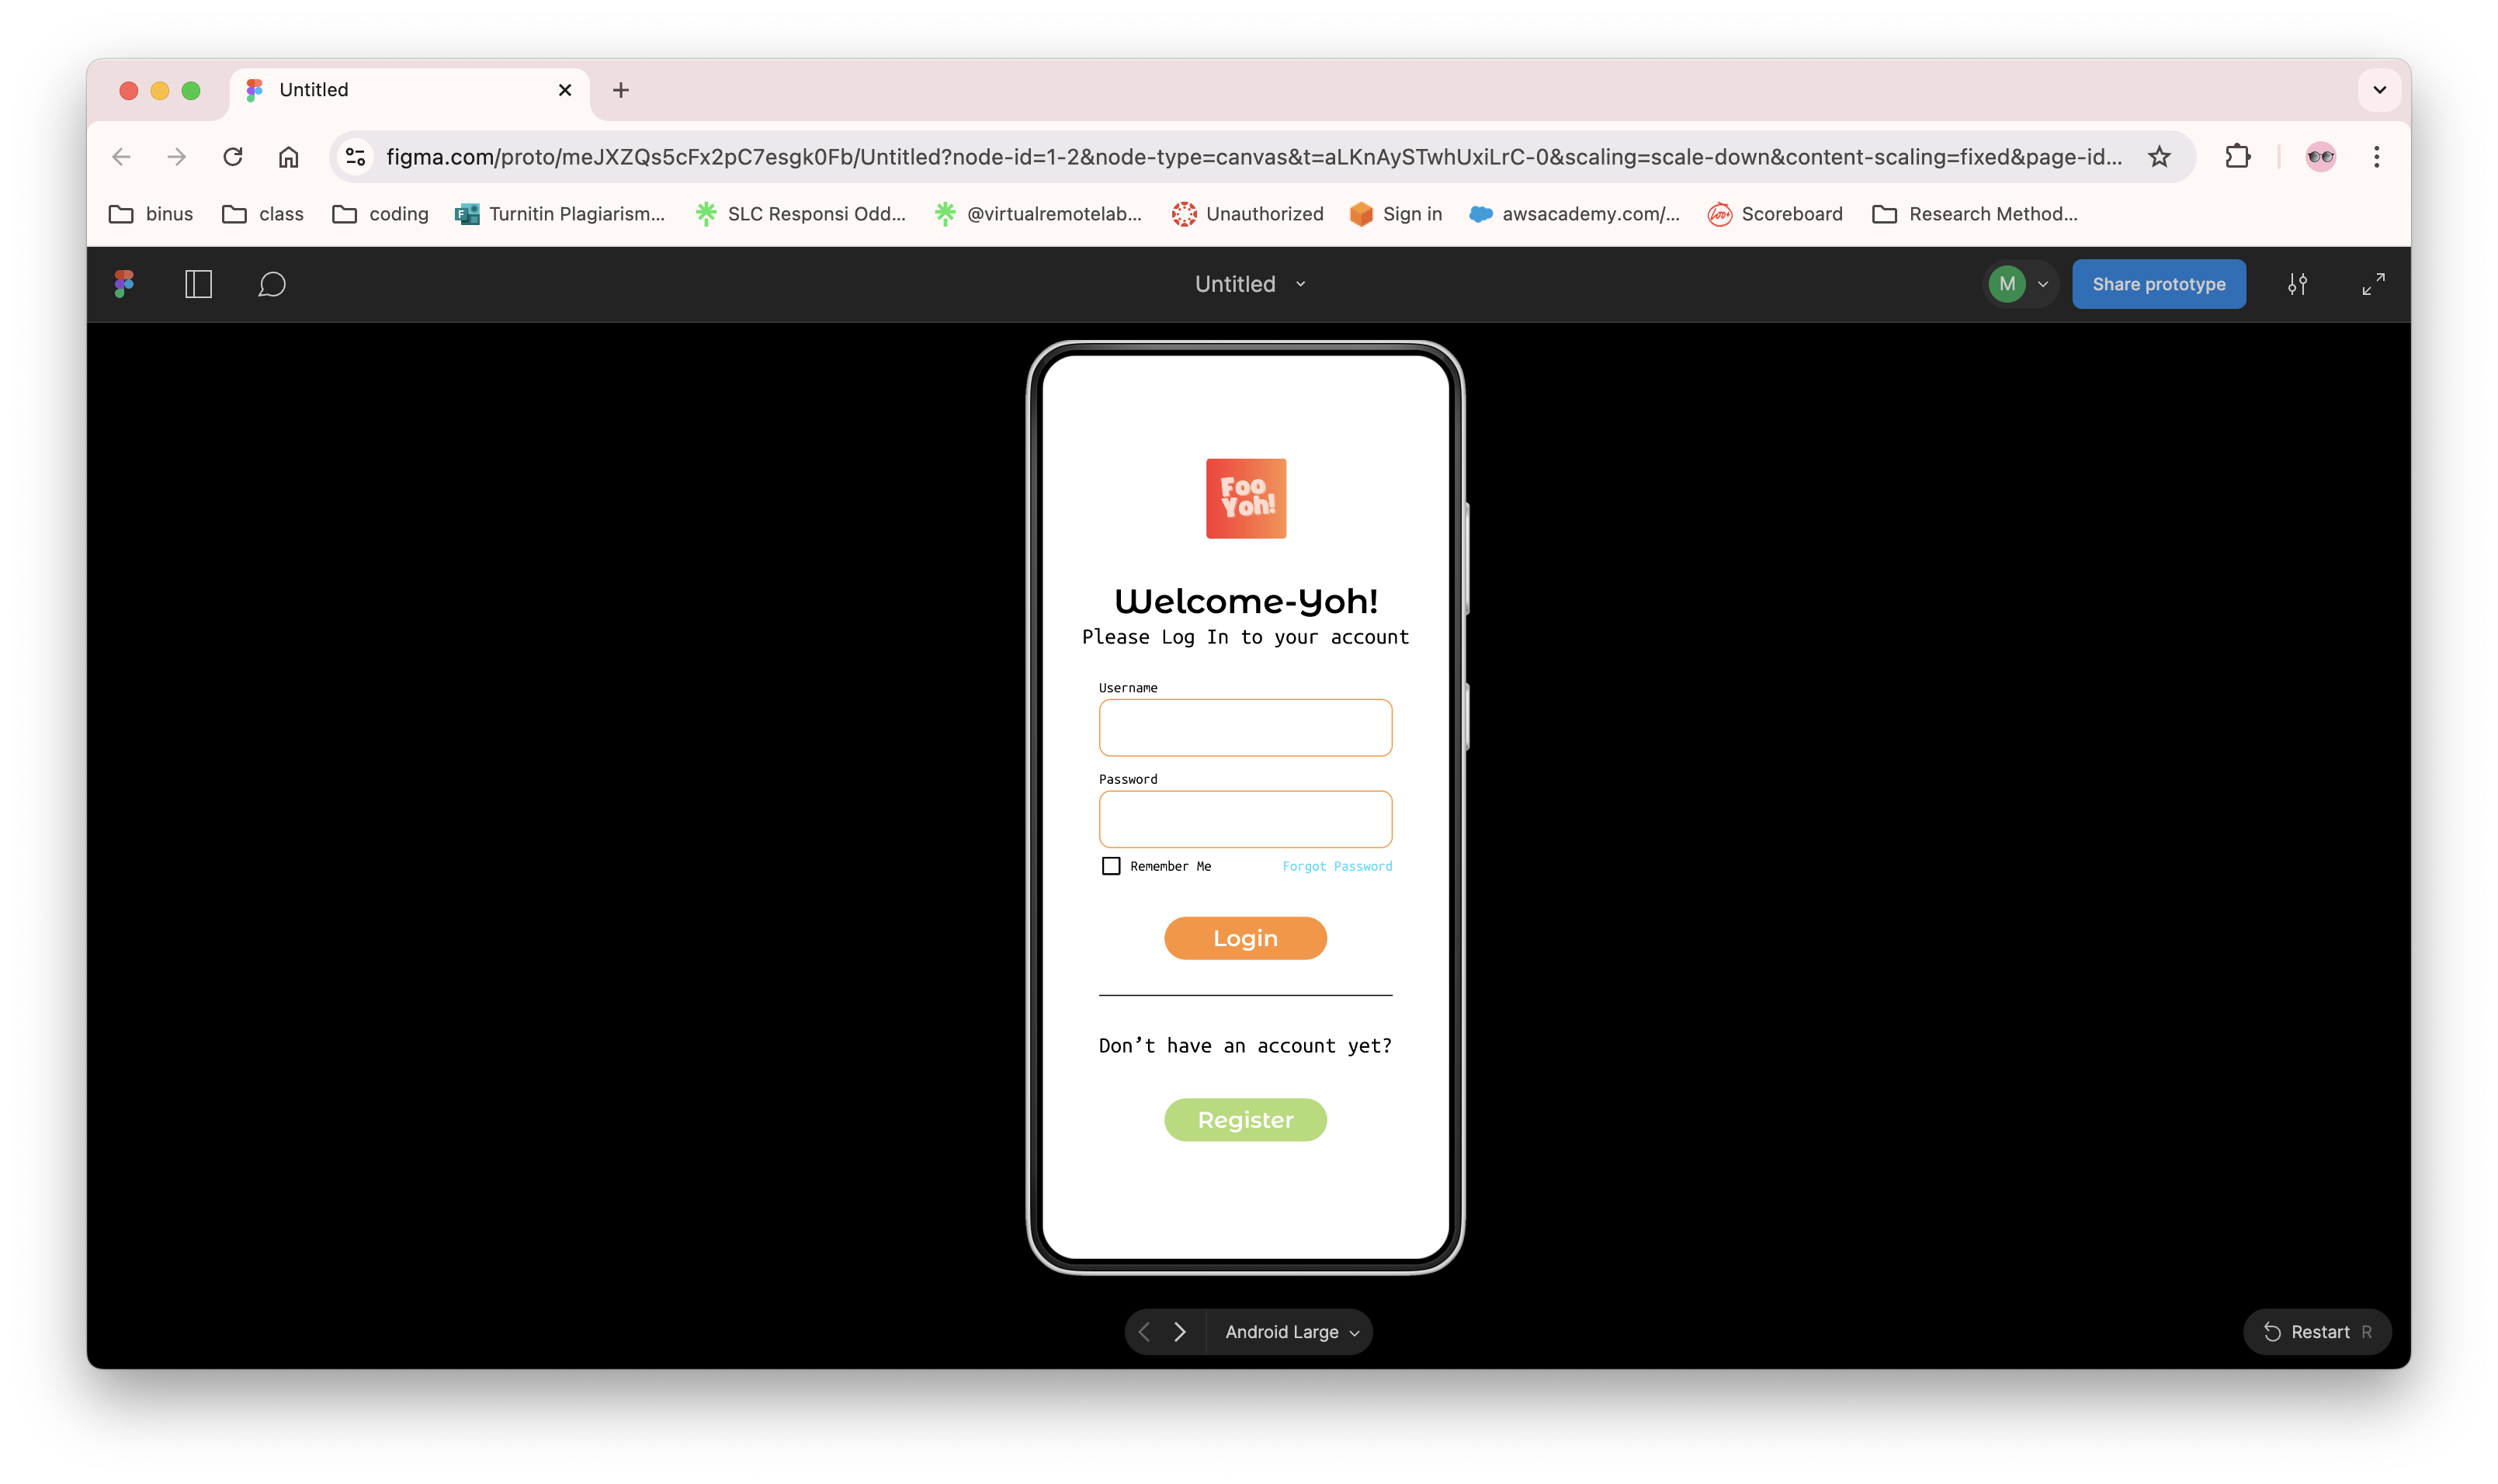 Untitled
figma.com/proto/meJXZQs5cFx2pC7esgk0Fb/Untitled?node-id=1-2&node-type=canvas&t=aLKnAySTwhUxiLrC-0&scaling=scale-down&content-scaling=fixed&page-id...
binus class coding Turnitin Plagiarism... SLC Responsi Odd... @virtualremotelab... Unauthorized Sign in awsacademy.com/... Scoreboard Research Method...
Untitled M Share prototype
Foo
Yoh!
Welcome-Yoh!
Please Log In to your account
Username
Password
Remember Me Forgot Password
Login
Don’t have an account yet?
Register
Android Large Restart R